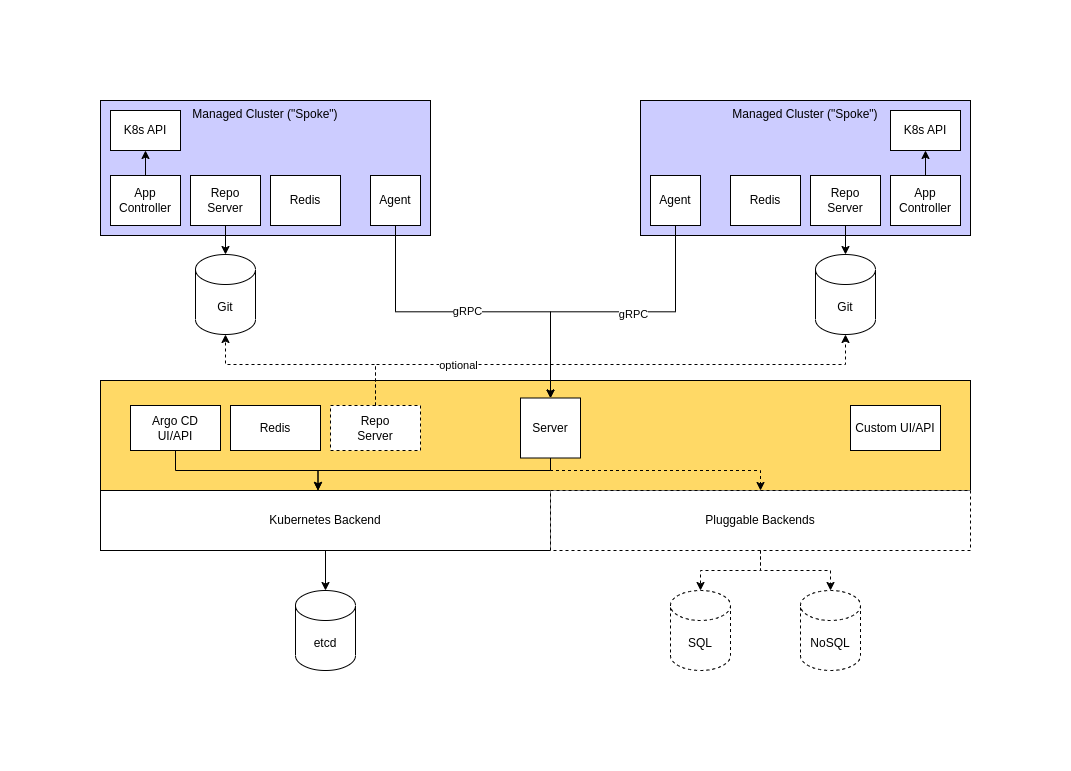 Managed Cluster ("Spoke")
K8s API
App
Controller
Repo
Server
Redis
Agent
Managed Cluster ("Spoke")
K8s API
Agent
Redis
Repo
Server
App
Controller
Git
Git
gRPC
gRPC
optional
Argo CD
UI/API
Redis
Repo
Server
Server
Custom UI/API
Kubernetes Backend
Pluggable Backends
etcd
SQL
NoSQL